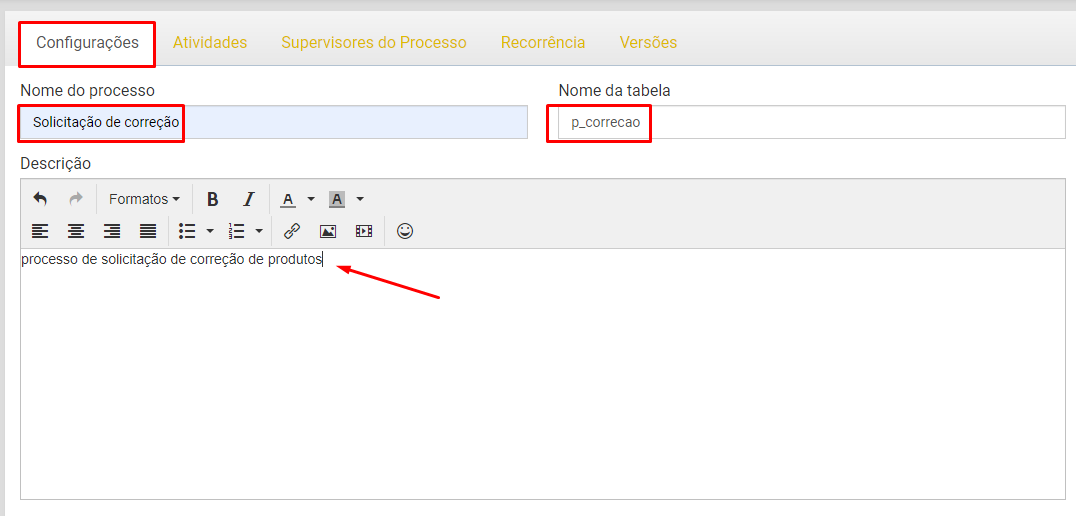 Configurações Atividades Supervisores do Processo Recorrência Versões
Nome do processo Nome da tabela
Solicitação de correção p_correcao
Descrição
Formatos B I A A
processo de solicitação de correção de produtos